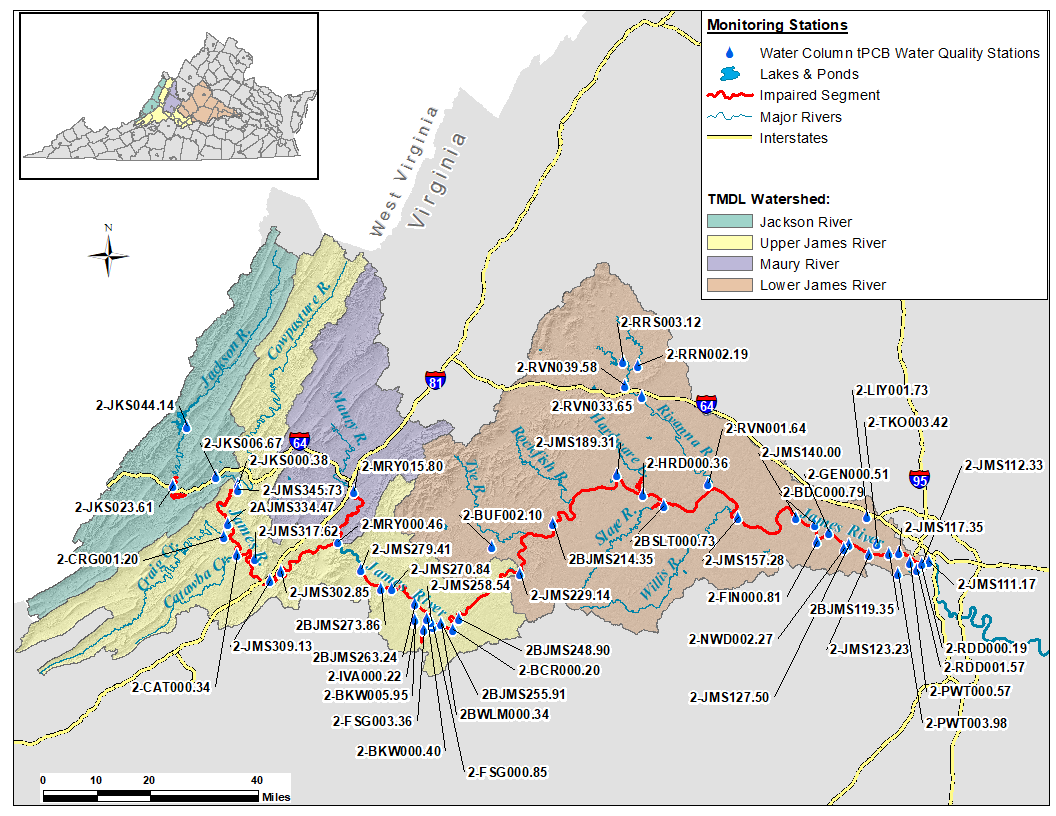 Monitoring Stations
Water Column tPCB Water Quality Stations
Lakes & Ponds
Impaired Segment
Major Rivers
Interstates
TMDL Watershed:
Jackson River
Upper James River
Maury River
Lower James River
West Virginia
Virginia
N
Jackson R.
Cowpasture R.
Maury R.
Craig Cr.
Catawba Cr.
James R.
James River
Tye R.
Rockfish R.
Hardware R.
Rivanna R.
Slate R.
Willis R.
James River
81
64
64
95
2-RRS003.12
2-RRN002.19
2-RVN039.58
2-RVN033.65
2-LIY001.73
2-TKO003.42
2-JKS044.14
2-RVN001.64
2-JKS006.67
2-JMS189.31
2-JMS140.00
2-JKS000.38
2-HRD000.36
2-GEN000.51
2-JMS112.33
2-MRY015.80
2-BDC000.79
2-JMS345.73
2-JKS023.61
2AJMS334.47
2-BUF002.10
2-MRY000.46
2-JMS117.35
2-JMS317.62
2BSLT000.73
2-JMS279.41
2-CRG001.20
2BJMS214.35
2-JMS157.28
2-JMS270.84
2-JMS258.54
2-JMS111.17
2-JMS302.85
2-JMS229.14
2-FIN000.81
2BJMS119.35
2BJMS273.86
2-NWD002.27
2-JMS309.13
2BJMS248.90
2-JMS123.23
2-RDD000.19
2BJMS263.24
2-BCR000.20
2-RDD001.57
2-IVA000.22
2-CAT000.34
2-BKW005.95
2BJMS255.91
2-JMS127.50
2-PWT000.57
2-FSG003.36
2BWLM000.34
2-PWT003.98
2-BKW000.40
2-FSG000.85
0 10 20 40
Miles